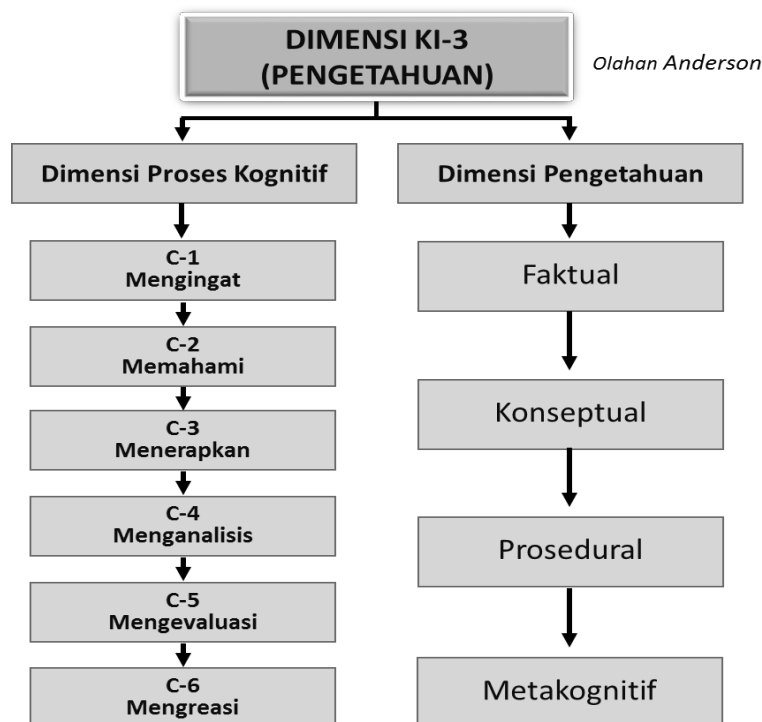 DIMENSI KI-3
(PENGETAHUAN)
Olahan Anderson
Dimensi Proses Kognitif
Dimensi Pengetahuan
C-1
Mengingat
C-2
Memahami
C-3
Menerapkan
C-4
Menganalisis
C-5
Mengevaluasi
C-6
Mengreasi
Faktual
Konseptual
Prosedural
Metakognitif